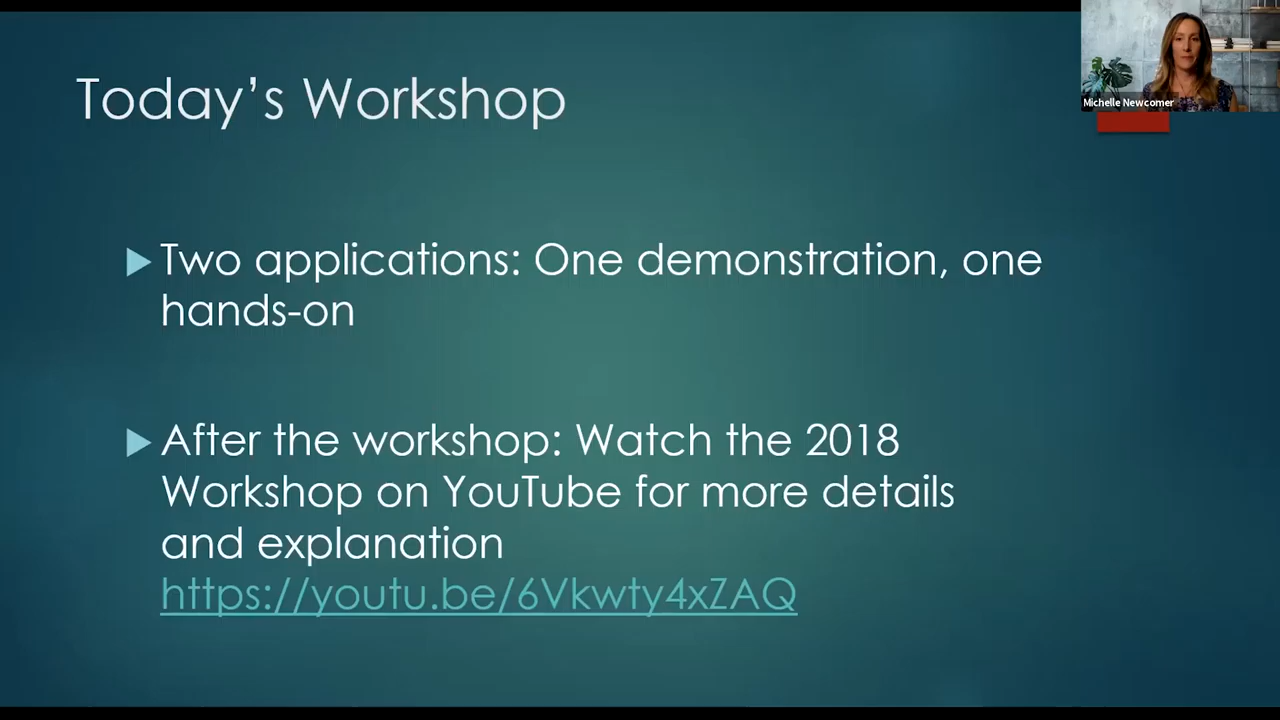 Today's Workshop
Michelle Newcomer
Two applications: One demonstration, one
hands-on
After the workshop: Watch the 2018
Workshop on YouTube for more details
and explanation
https://youtu.be/6Vkwty4xZAQ